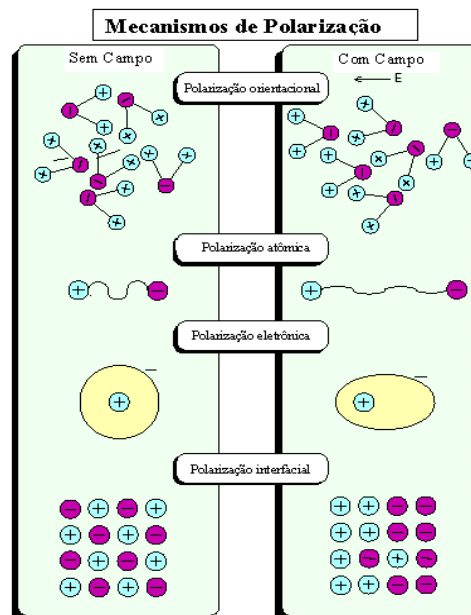 Mecanismos de Polarização
Sem Campo
Com Campo
E
Polarização orientacional
Polarização atômica
Polarização eletrônica
Polarização interfacial